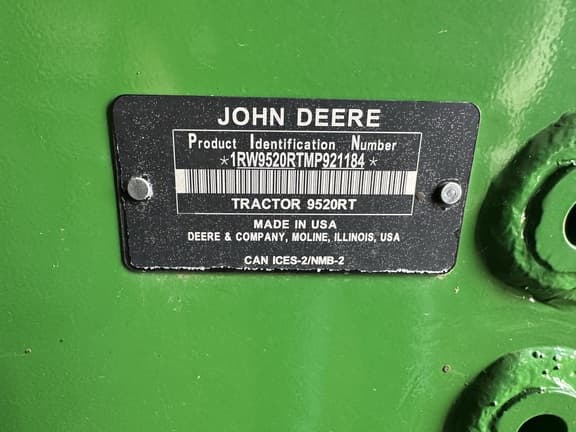 JOHN DEERE
Product Identification Number
*1RW9520RTMP921184*
TRACTOR 9520RT
MADE IN USA
DEERE & COMPANY, MOLINE, ILLINOIS, USA
CAN ICES-2/NMB-2